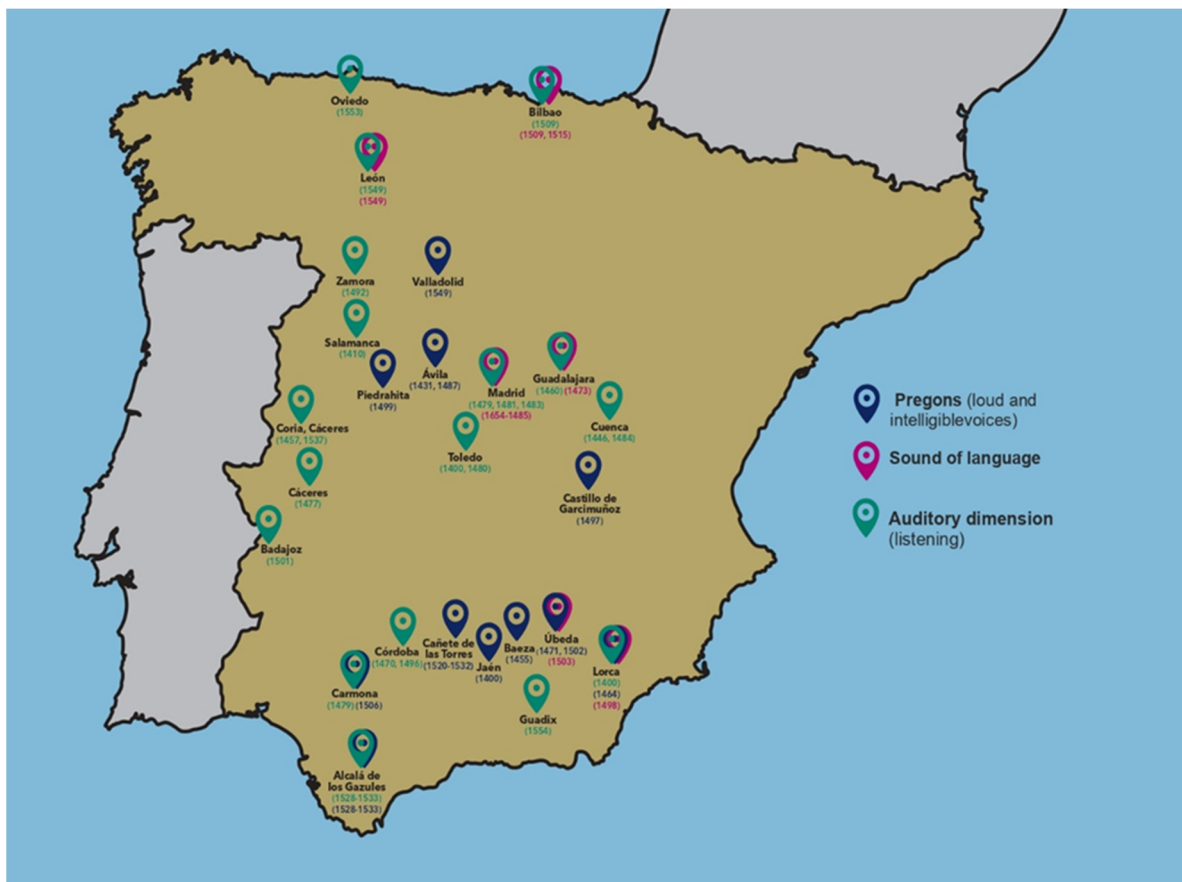 Oviedo
(1553)
Bilbao
(1509)
(1509, 1515)
León
(1549)
(1549)
Zamora
(1492)
Valladolid
(1549)
Salamanca
(1410)
Piedrahita
(1499)
Ávila
(1431, 1487)
Madrid
(1479, 1481, 1483)
(1654-1485)
Guadalajara
(1460) (1473)
Coria, Cáceres
(1457, 1537)
Toledo
(1400, 1480)
Cuenca
(1446, 1484)
Cáceres
(1477)
Castillo de
Garcimuñoz
(1497)
Badajoz
(1501)
Pregons (loud and
intelligiblevoices)
Sound of language
Auditory dimension
(listening)
Córdoba
(1470, 1496)
Cañete de
las Torres
(1520-1532)
Jaén
(1400)
Baeza
(1455)
Úbeda
(1471, 1502)
(1503)
Lorca
(1400)
(1464)
(1498)
Carmona
(1479) (1506)
Guadix
(1554)
Alcalá de
los Gazules
(1528-1533)
(1528-1533)